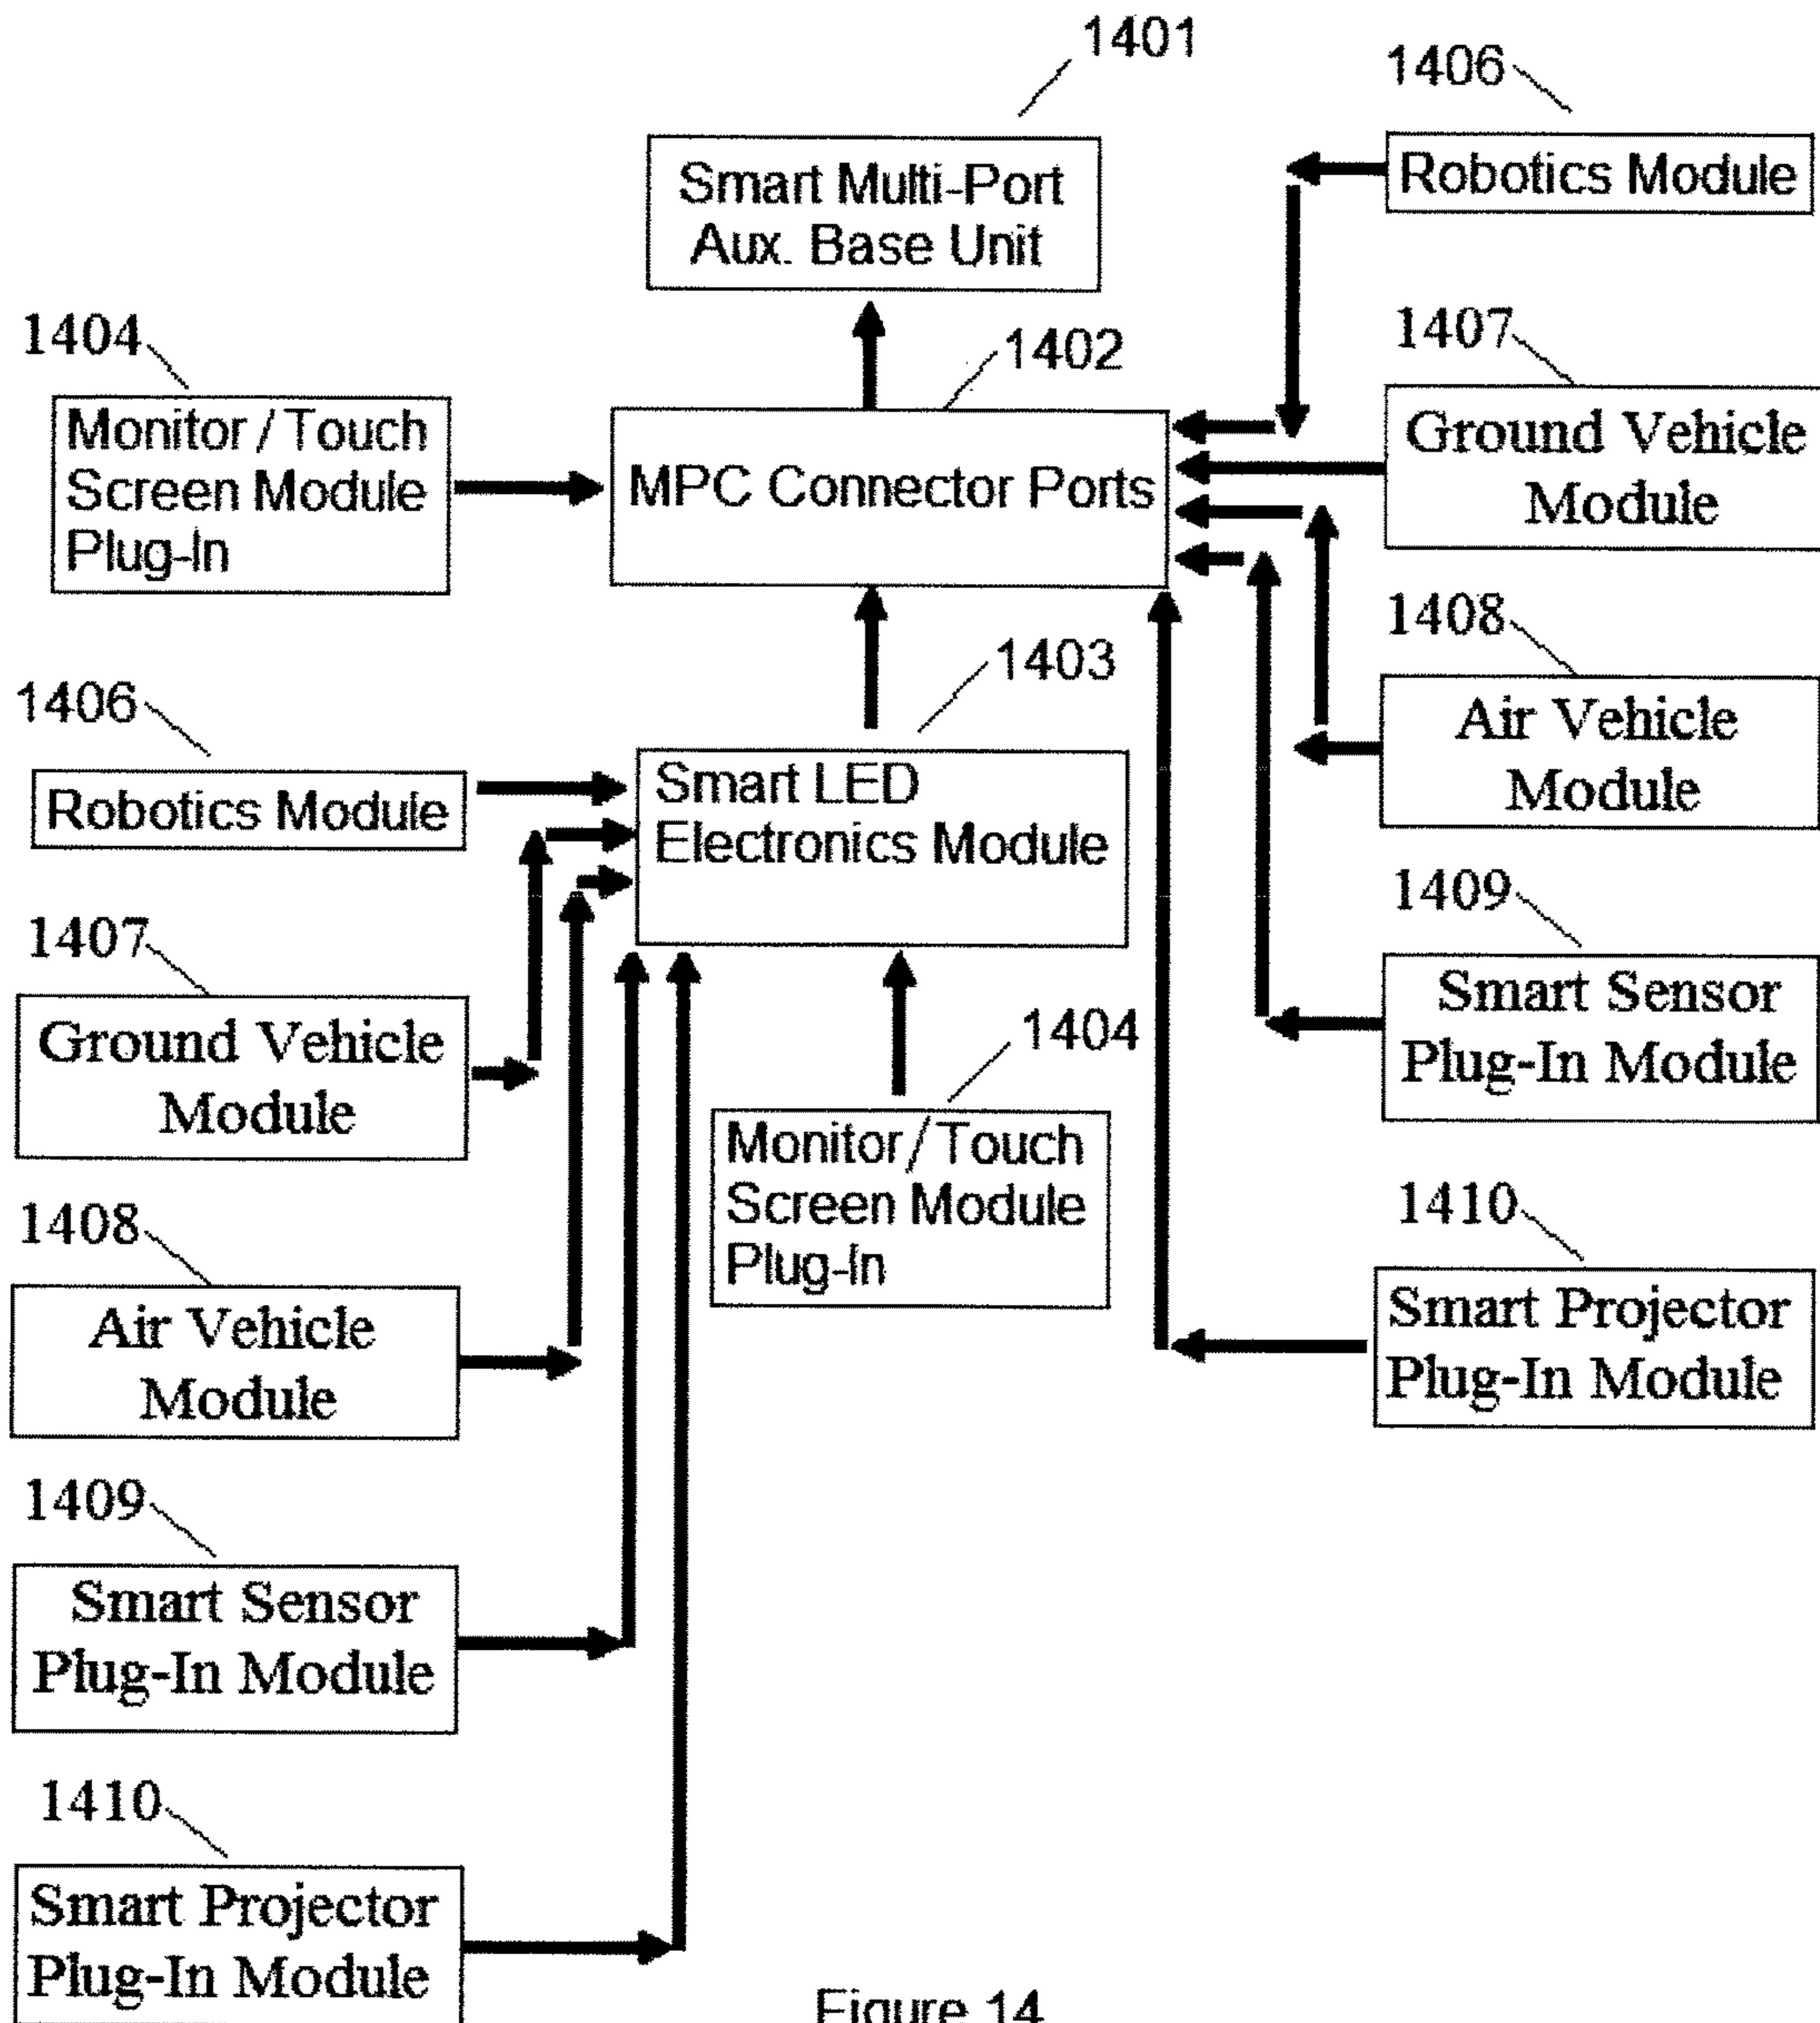 1401
1406
Smart Multi-Port
Aux. Base Unit
Robotics Module
1404
1402
1407
Monitor / Touch
Screen Module
Plug-In
MPC Connector Ports
Ground Vehicle
Module
1403
1408
1406
Robotics Module
Smart LED
Electronics Module
Air Vehicle
Module
1407
1409
Ground Vehicle
Module
1404
Smart Sensor
Plug-In Module
Monitor / Touch
Screen Module
Plug-In
1408
1410
Air Vehicle
Module
Smart Projector
Plug-In Module
1409
Smart Sensor
Plug-In Module
1410
Smart Projector
Plug-In Module
Figure 14